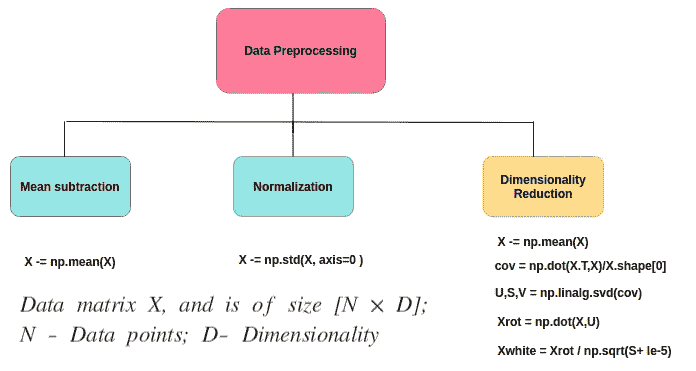 Data Preprocessing
Mean subtraction
Normalization
Dimensionality
Reduction
X -= np.mean(X)
X -= np.std(X, axis=0 )
X -= np.mean(X)
cov = np.dot(X.T,X)/X.shape[0]
U,S,V = np.linalg.svd(cov)
Xrot = np.dot(X,U)
Xwhite = Xrot / np.sqrt(S+ le-5)
Data matrix X, and is of size [N × D];
N – Data points; D– Dimensionality